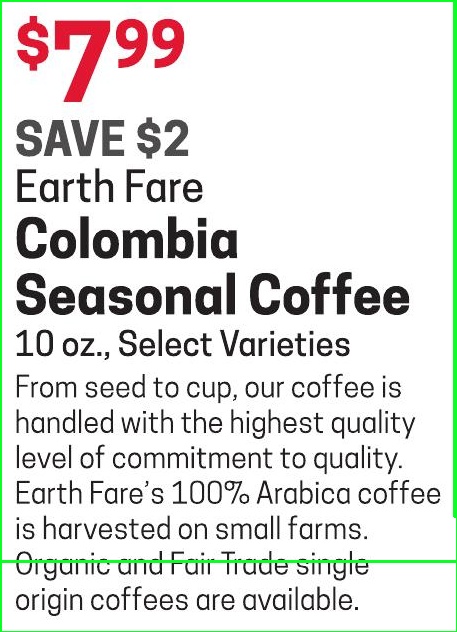 $7.99
SAVE $2
Earth Fare
Colombia
Seasonal Coffee
10 oz., Select Varieties
From seed to cup, our coffee is
handled with the highest quality
level of commitment to quality.
Earth Fare’s 100% Arabica coffee
is harvested on small farms.
Organic and Fair Trade single
origin coffees are available.